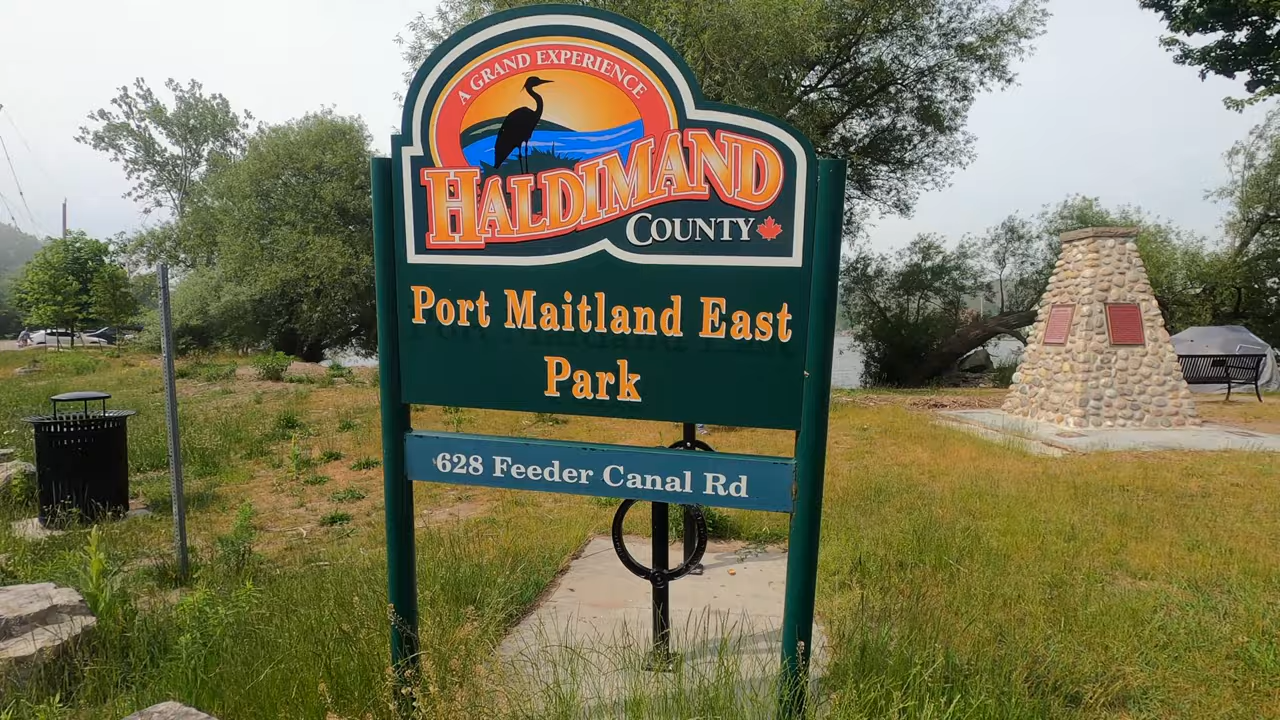 A GRAND EXPERIENCE
HALDIMAND
COUNTY
Port Maitland East
Park
628 Feeder Canal Rd